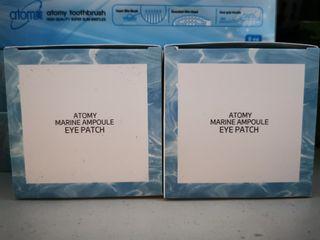 atomy
atomy toothbrush
ATOMY
MARINE AMPOULE
EYE PATCH
ATOMY
MARINE AMPOULE
EYE PATCH